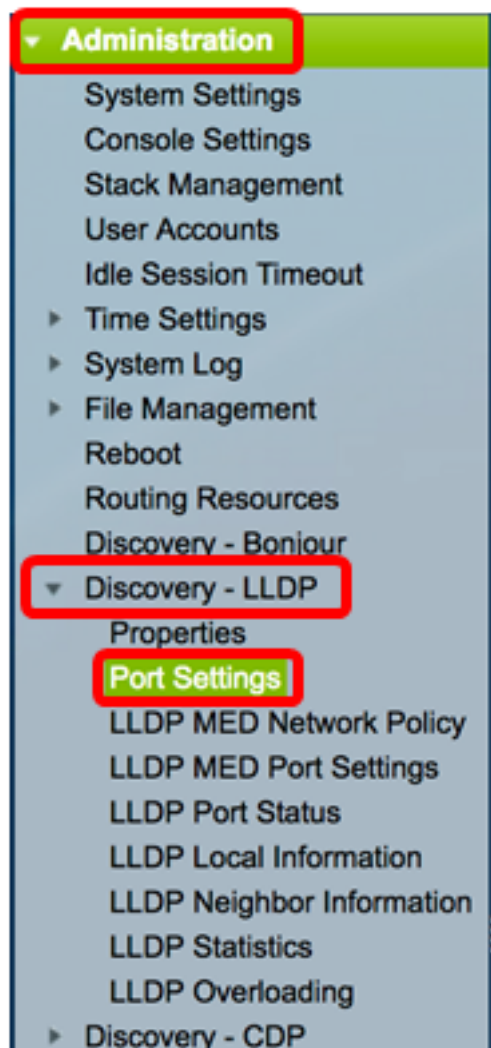 Administration
System Settings
Console Settings
Stack Management
User Accounts
Idle Session Timeout
Time Settings
System Log
File Management
Reboot
Routing Resources
Discovery - Bonjour
Discovery - LLDP
Properties
Port Settings
LLDP MED Network Policy
LLDP MED Port Settings
LLDP Port Status
LLDP Local Information
LLDP Neighbor Information
LLDP Statistics
LLDP Overloading
Discovery - CDP